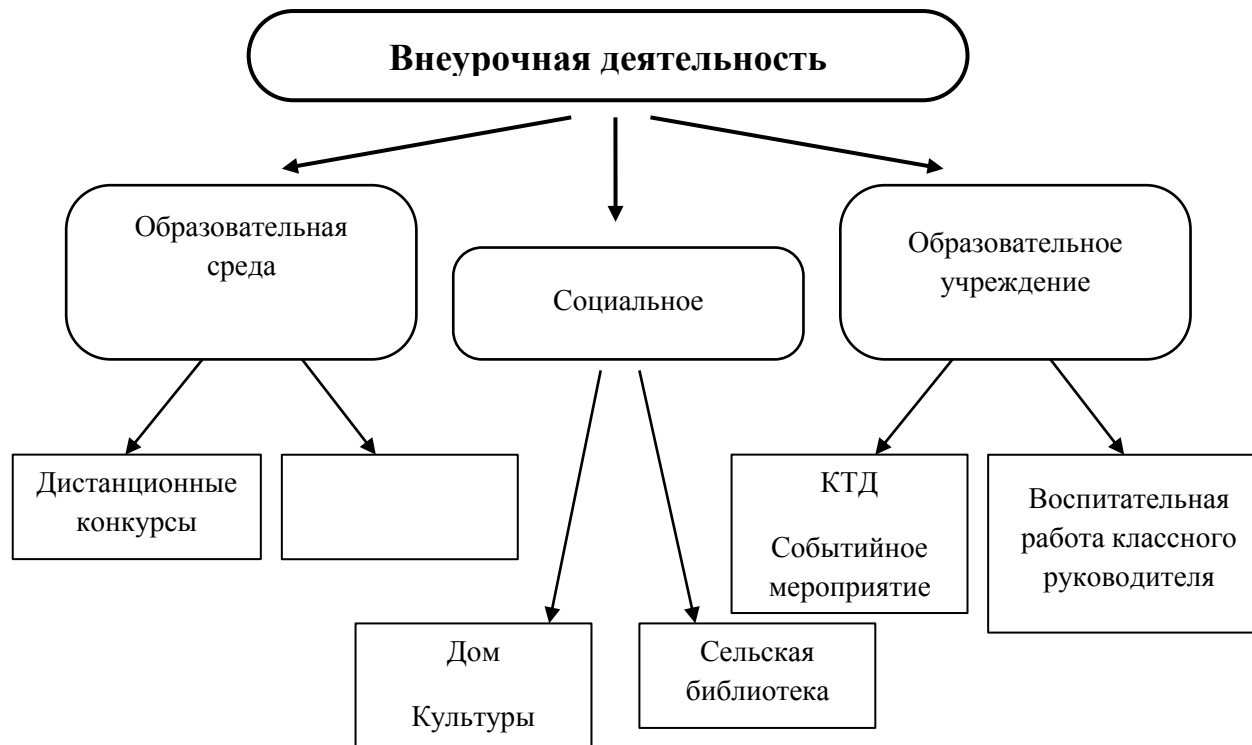 Внеурочная деятельность
Образовательная
среда
Социальное
Образовательное
учреждение
Дистанционные
конкурсы
КТД
Событийное
мероприятие
Воспитательная
работа классного
руководителя
Дом
Культуры
Сельская
библиотека